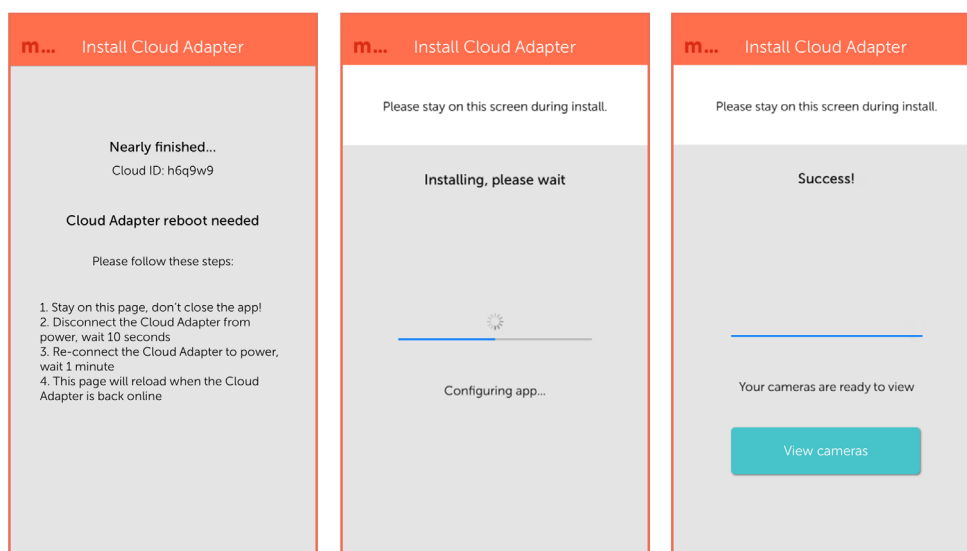 m... Install Cloud Adapter
Nearly finished...
Cloud ID: h6q9w9
Cloud Adapter reboot needed
Please follow these steps:
1. Stay on this page, don't close the app!
2. Disconnect the Cloud Adapter from
power, wait 10 seconds
3. Re-connect the Cloud Adapter to power,
wait 1 minute
4. This page will reload when the Cloud
Adapter is back online
m... Install Cloud Adapter
Please stay on this screen during install.
Installing, please wait
Configuring app...
m... Install Cloud Adapter
Please stay on this screen during install.
Success!
Your cameras are ready to view
View cameras